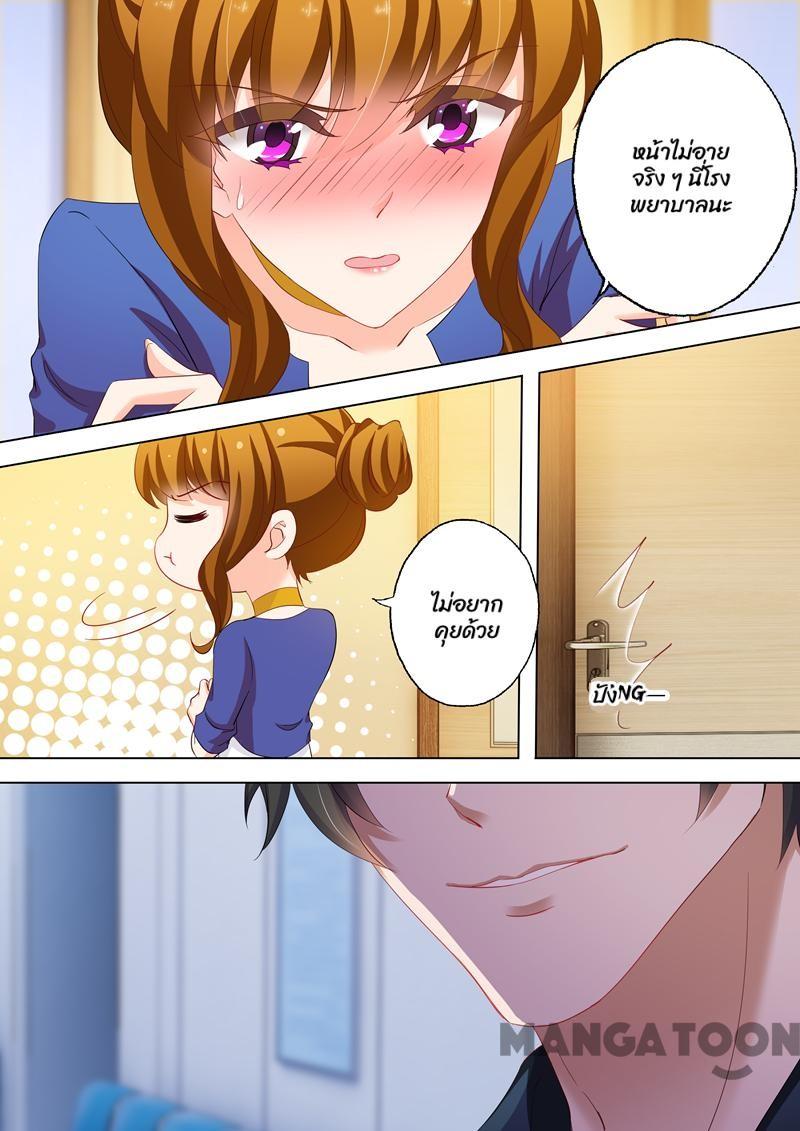 หน้าไม่อาย
จริง ๆ นี่โรง
พยาบาลนะ
ไม่อยาก
คุยด้วย
ปังNG—
MANGATOON